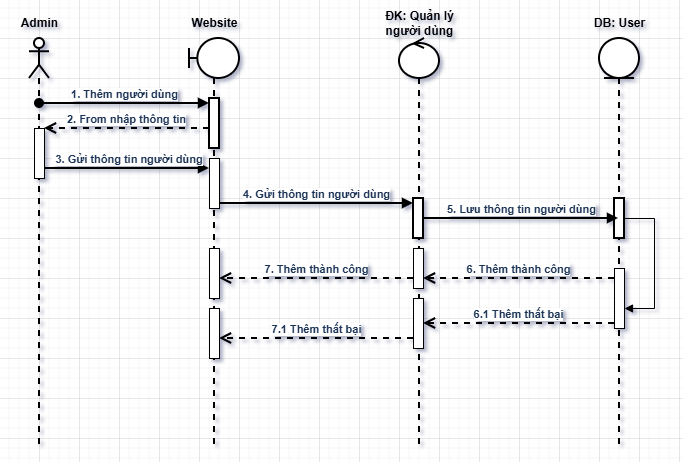 Admin
Website
ĐK: Quản lý
người dùng
DB: User
1. Thêm người dùng
2. From nhập thông tin
3. Gửi thông tin người dùng
4. Gửi thông tin người dùng
5. Lưu thông tin người dùng
7. Thêm thành công
6. Thêm thành công
6.1 Thêm thất bại
7.1 Thêm thất bại